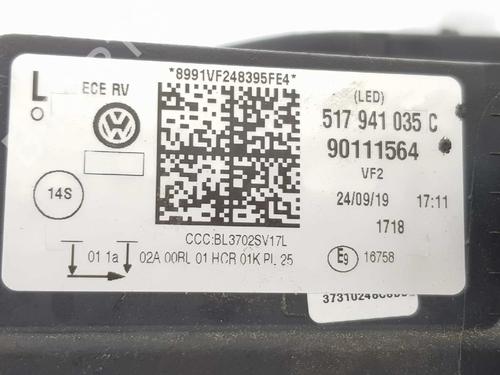 *8991VF248395FE4*
L
ECE RV
(LED)
517 941 035 C
90111564
VF2
24/09/19 17:11
1718
14S
CCC:BL3702SV17L
01 1a
02A 00RL 01 HCR 01K PL 25
E9 16758